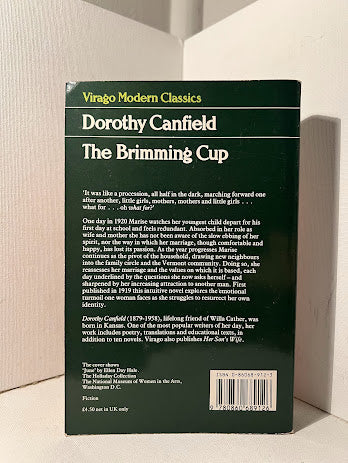 Virago Modern Classics
Dorothy Canfield
The Brimming Cup
'It was like a procession, all half in the dark, marching forward one
after another, little girls, mothers, mothers and little girls . . .
what for . . . oh what for?'
One day in 1920 Marise watches her youngest child depart for his
first day at school and feels redundant. Absorbed in her role as
wife and mother she has not been aware of the slow ebbing of her
spirit, nor the way in which her marriage, though comfortable and
happy, has lost its passion. As the year progresses Marise
continues as the pivot of the household, drawing new neighbours
into the family circle and the Vermont community. Doing so, she
reassesses her marriage and the values on which it is based, each
day underlined by the questions she now asks herself – and
sharpened by her increasing attraction to another man. First
published in 1919 this intuitive novel explores the emotional
turmoil one woman faces as she struggles to resurrect her own
identity.
Dorothy Canfield (1879-1958), lifelong friend of Willa Cather, was
born in Kansas. One of the most popular writers of her day, her
work includes poetry, translations and educational texts, in
addition to ten novels. Virago also publishes Her Son's Wife.
The cover shows
'June' by Ellen Day Hale.
The Holladay Collection
The National Museum of Women in the Arts,
Washington D.C.
Fiction
£4.50 net in UK only
ISBN 0-86068-912-3
9 780860 689126